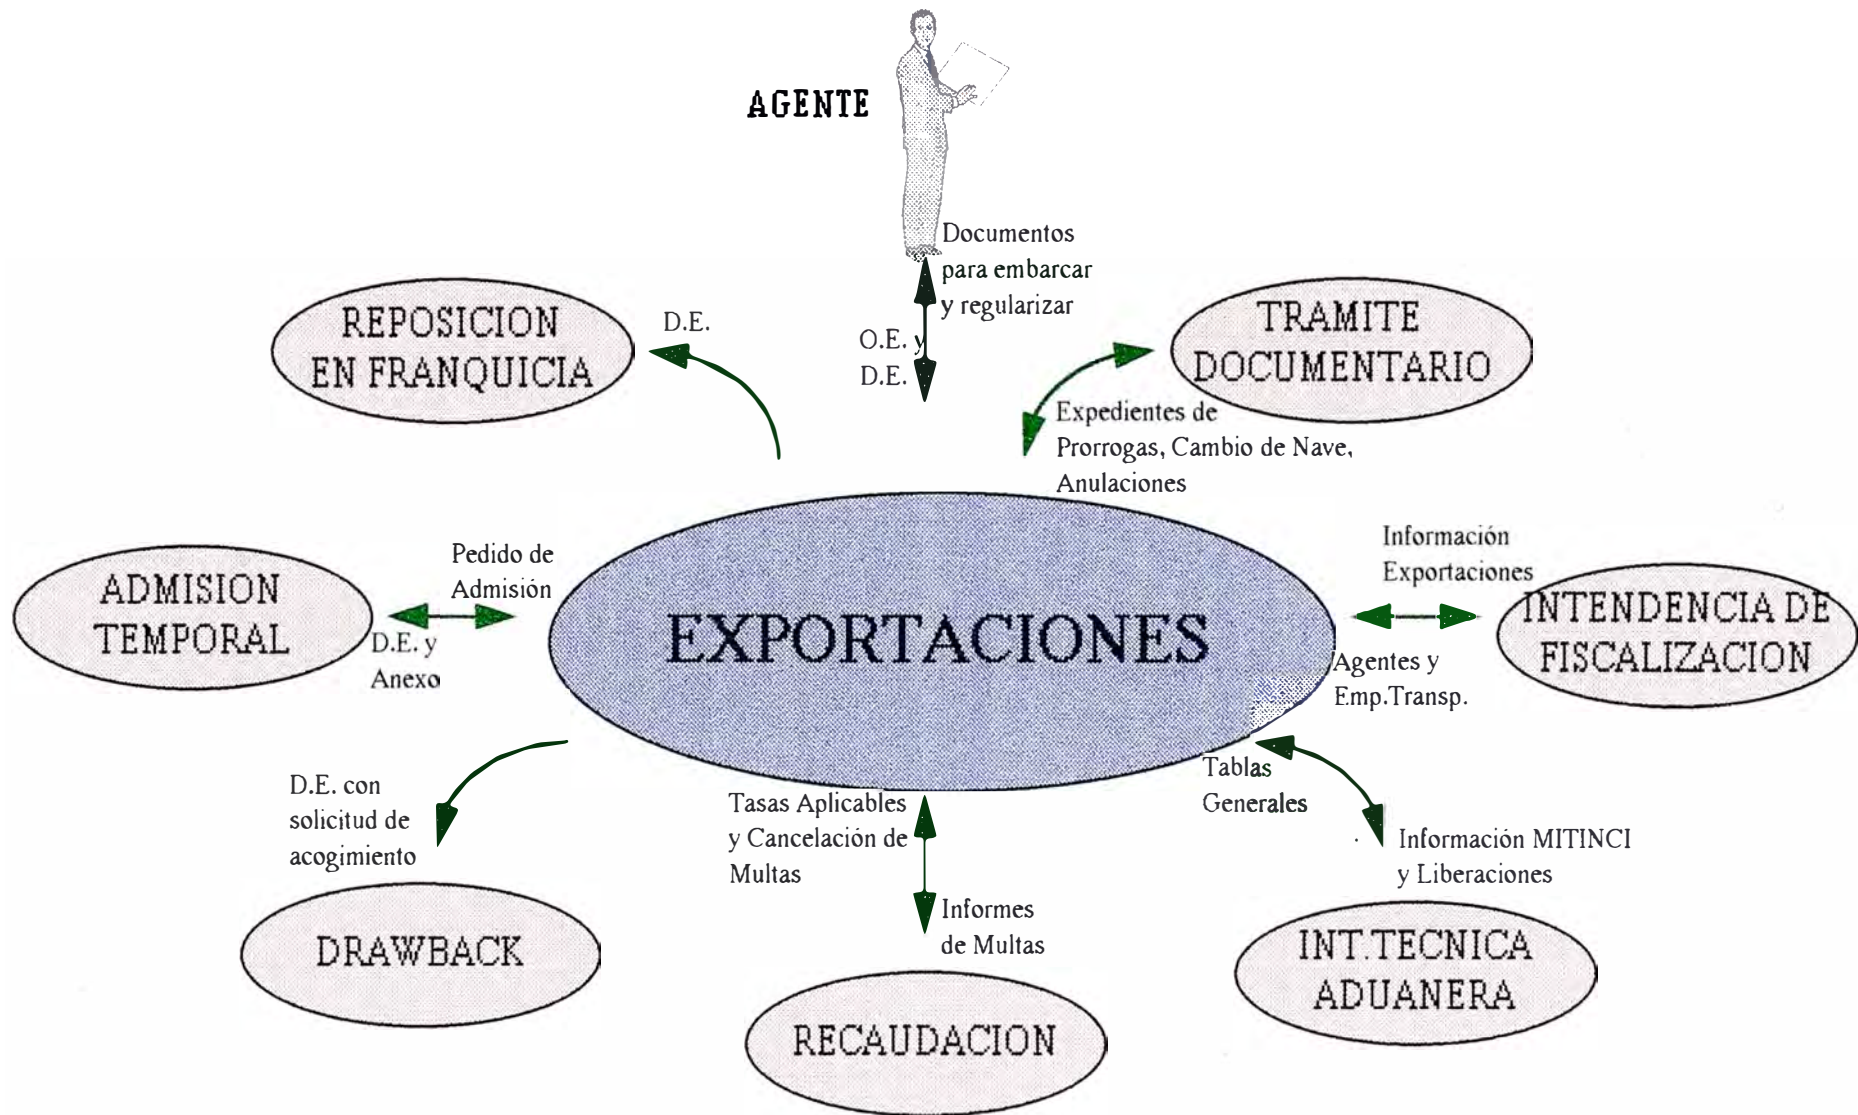 AGENTE
Documentos
para embarcar
y regularizar
O.E. y
D.E.
REPOSICION
EN FRANQUICIA
D.E.
TRAMITE
DOCUMENTARIO
Expedientes de
Prorrogas, Cambio de Nave,
Anulaciones
ADMISION
TEMPORAL
Pedido de
Admisión
D.E. y
Anexo
EXPORTACIONES
Información
Exportaciones
INTENDENCIA DE
FISCALIZACION
Agentes y
Emp.Transp.
D.E. con
solicitud de
acogimiento
DRAWBACK
Tasas Aplicables
y Cancelación de
Multas
Informes
de Multas
RECAUDACION
Tablas
Generales
Información MITINCI
y Liberaciones
INT.TECNICA
ADUANERA